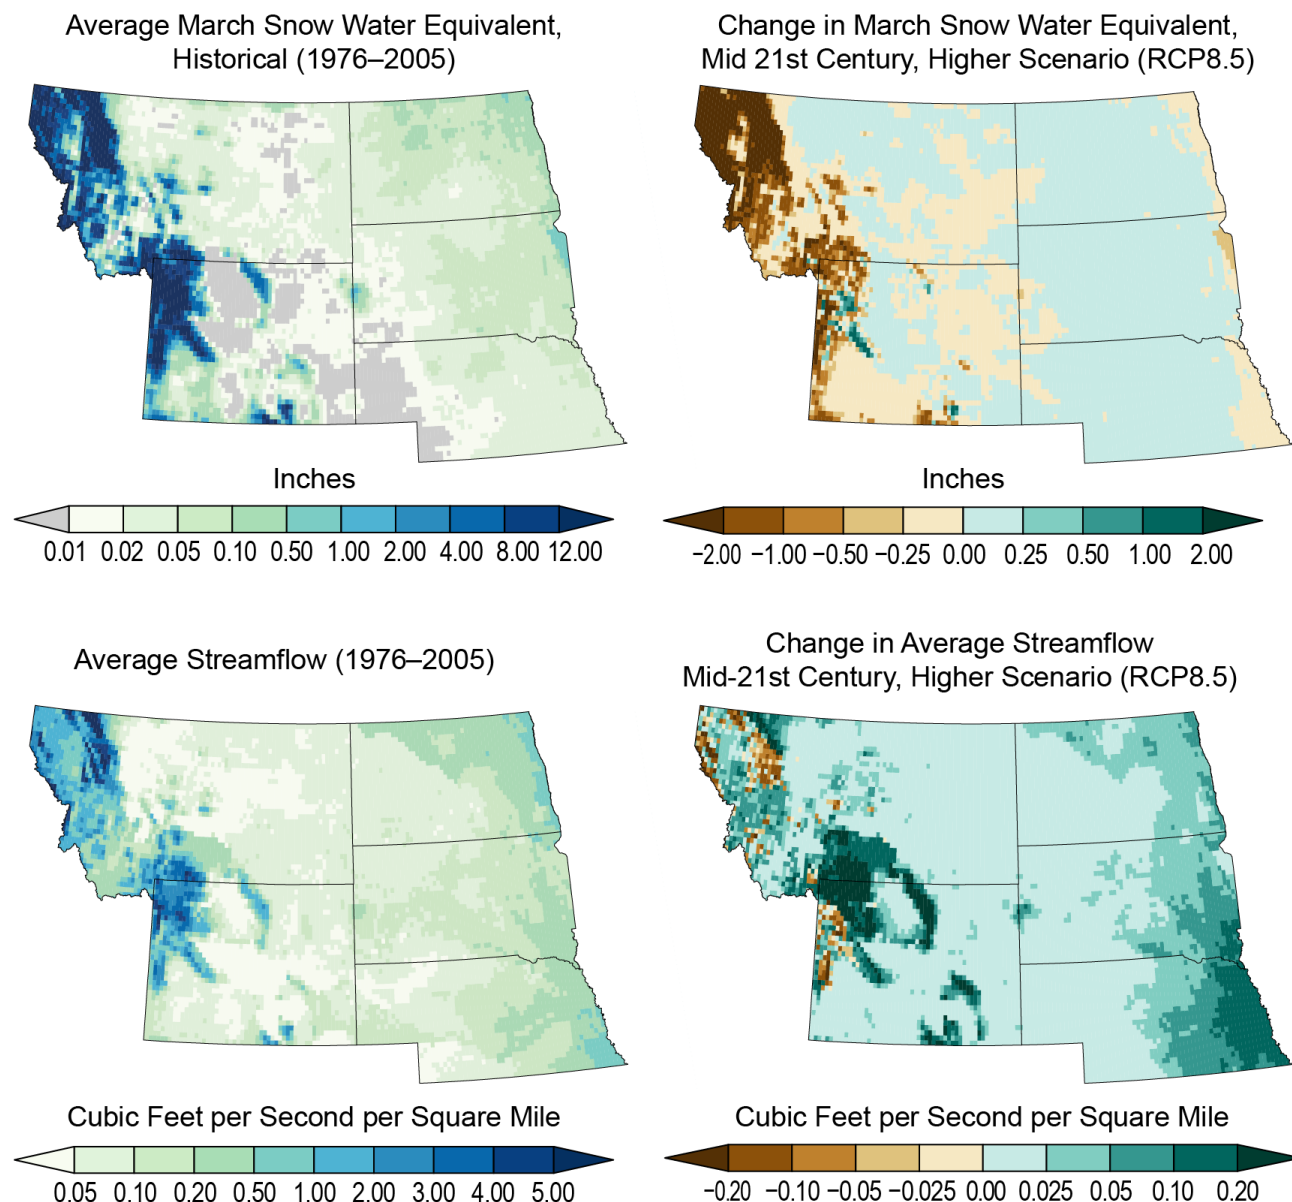 Average March Snow Water Equivalent,
Historical (1976–2005)
Change in March Snow Water Equivalent,
Mid 21st Century, Higher Scenario (RCP8.5)
Inches
0.01 0.02 0.05 0.10 0.50 1.00 2.00 4.00 8.00 12.00
Inches
−2.00 −1.00 −0.50 −0.25 0.00 0.25 0.50 1.00 2.00
Average Streamflow (1976–2005)
Change in Average Streamflow
Mid-21st Century, Higher Scenario (RCP8.5)
Cubic Feet per Second per Square Mile
0.05 0.10 0.20 0.50 1.00 2.00 3.00 4.00 5.00
Cubic Feet per Second per Square Mile
−0.20 −0.10 −0.05 −0.025 0.00 0.025 0.05 0.10 0.20